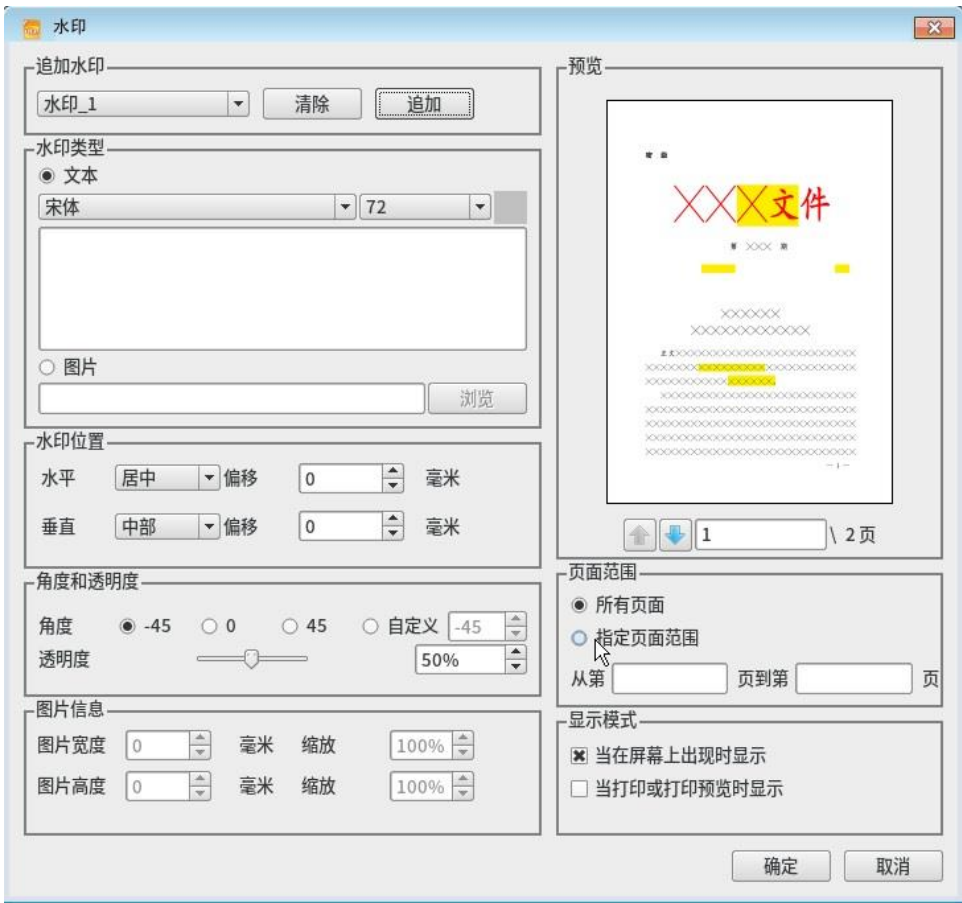 水印
追加水印
水印_1
清除
追加
水印类型
文本
宋体
72
图片
浏览
水印位置
水平
居中
偏移
0
毫米
垂直
中部
偏移
0
毫米
角度和透明度
角度
-45
0
45
自定义
-45
透明度
50%
图片信息
图片宽度
0
毫米
缩放
100%
图片高度
0
毫米
缩放
100%
预览
XXX文件
第 XXX 期
XXXXXX
XXXXXXXXXXXX
— 1 —
1
\ 2页
页面范围
所有页面
指定页面范围
从第
页到第
页
显示模式
当在屏幕上出现时显示
当打印或打印预览时显示
确定
取消